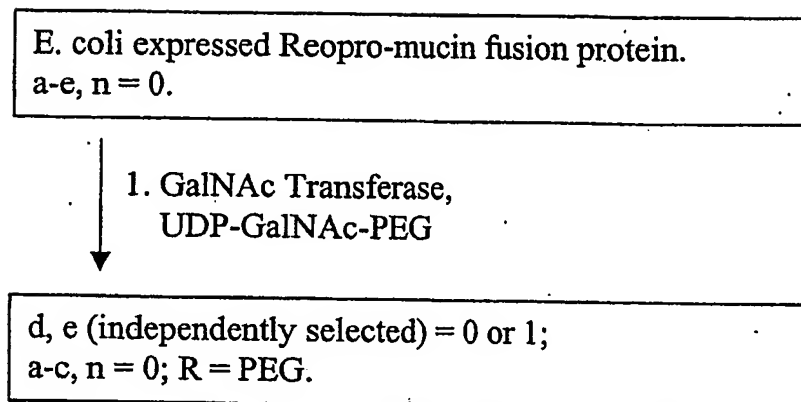 E. coli expressed Reopro-mucin fusion protein.
a-e, n = 0.
1. GalNAc Transferase,
UDP-GalNAc-PEG
d, e (independently selected) = 0 or 1;
a-c, n = 0; R = PEG.